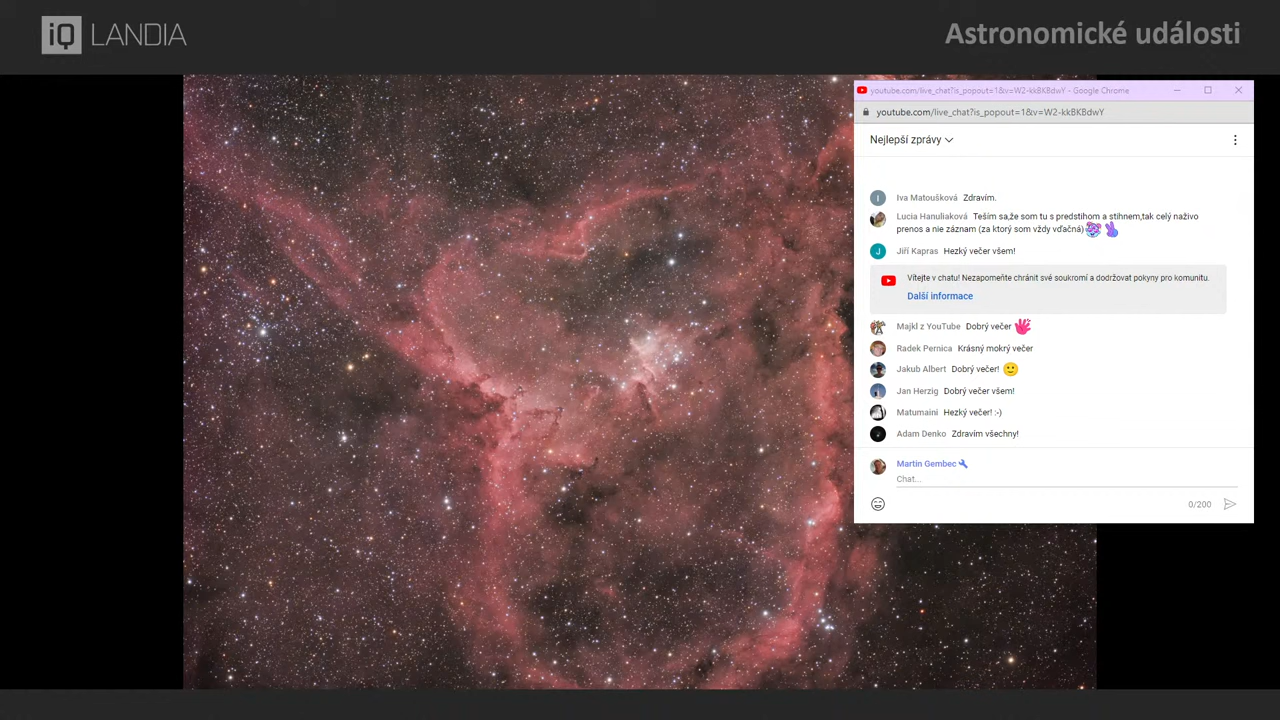 iQ LANDIA
Astronomické události
youtube.com/live_chat?is_popout=1&v=W2-kkBKBdwY - Google Chrome
youtube.com/live_chat?is_popout=1&v=W2-kkBKBdwY
Nejlepší zprávy
I Iva Matoušková Zdravím.
Lucia Hanuliaková Teším sa,že som tu s predstihom a stihnem,tak celý naživo
prenos a nie záznam (za ktorý som vždy vďačná)
J Jiří Kapras Hezký večer všem!
Vítejte v chatu! Nezapomeňte chránit své soukromí a dodržovat pokyny pro komunitu.
Další informace
Majkl z YouTube Dobrý večer
Radek Pernica Krásný mokrý večer
Jakub Albert Dobrý večer!
Jan Herzig Dobrý večer všem!
Matumaini Hezký večer! :-)
Adam Denko Zdravím všechny!
Martin Gembec
Chat...
0/200